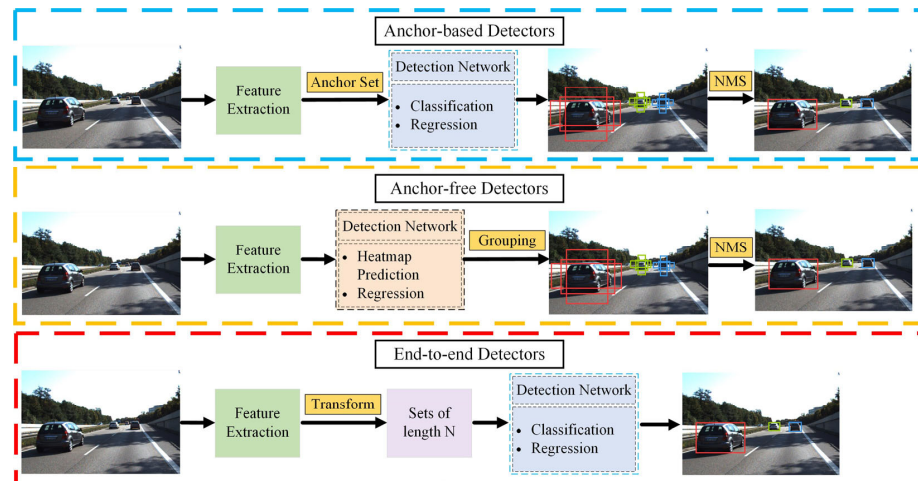 Anchor-based Detectors
Feature
Extraction
Anchor Set
Detection Network
• Classification
• Regression
NMS
Anchor-free Detectors
Feature
Extraction
Detection Network
• Heatmap
Prediction
• Regression
Grouping
NMS
End-to-end Detectors
Feature
Extraction
Transform
Sets of
length N
Detection Network
• Classification
• Regression